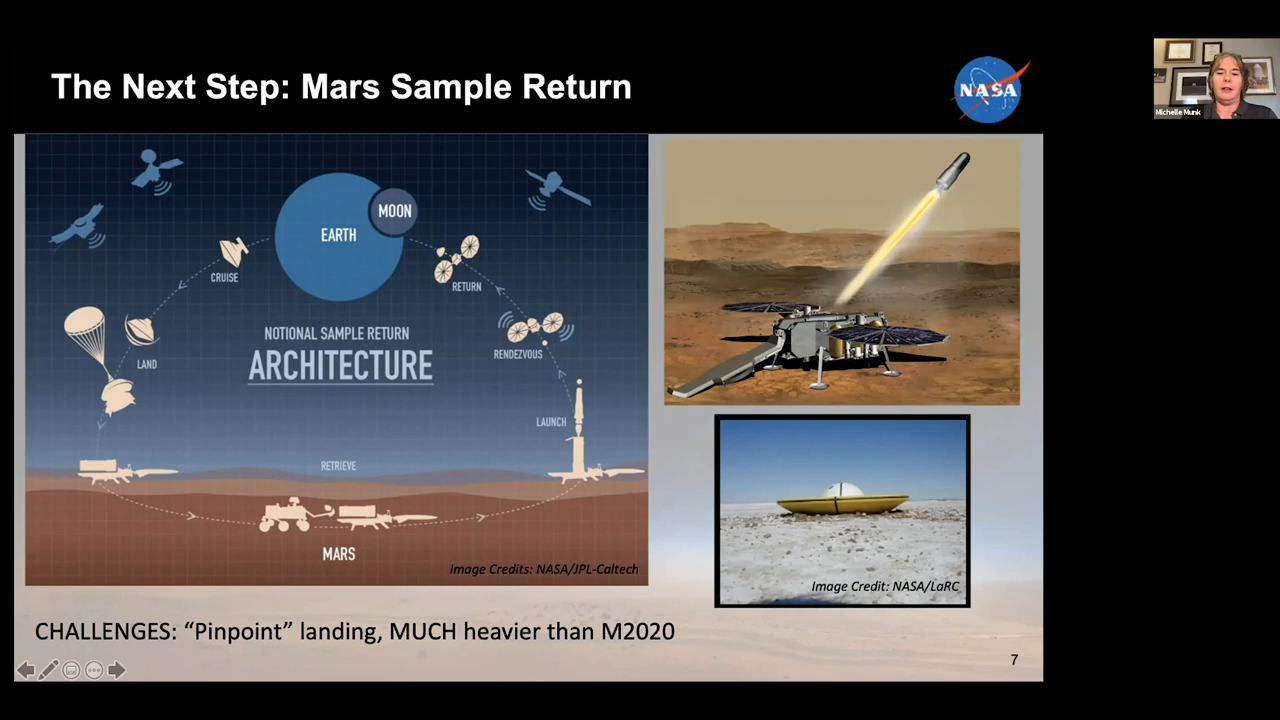 The Next Step: Mars Sample Return
NASA
Michelle Munk
MOON
EARTH
CRUISE
RETURN
NOTIONAL SAMPLE RETURN
ARCHITECTURE
RENDEZVOUS
LAND
LAUNCH
RETRIEVE
MARS
Image Credits: NASA/JPL-Caltech
Image Credit: NASA/LaRC
CHALLENGES: “Pinpoint” landing, MUCH heavier than M2020
7